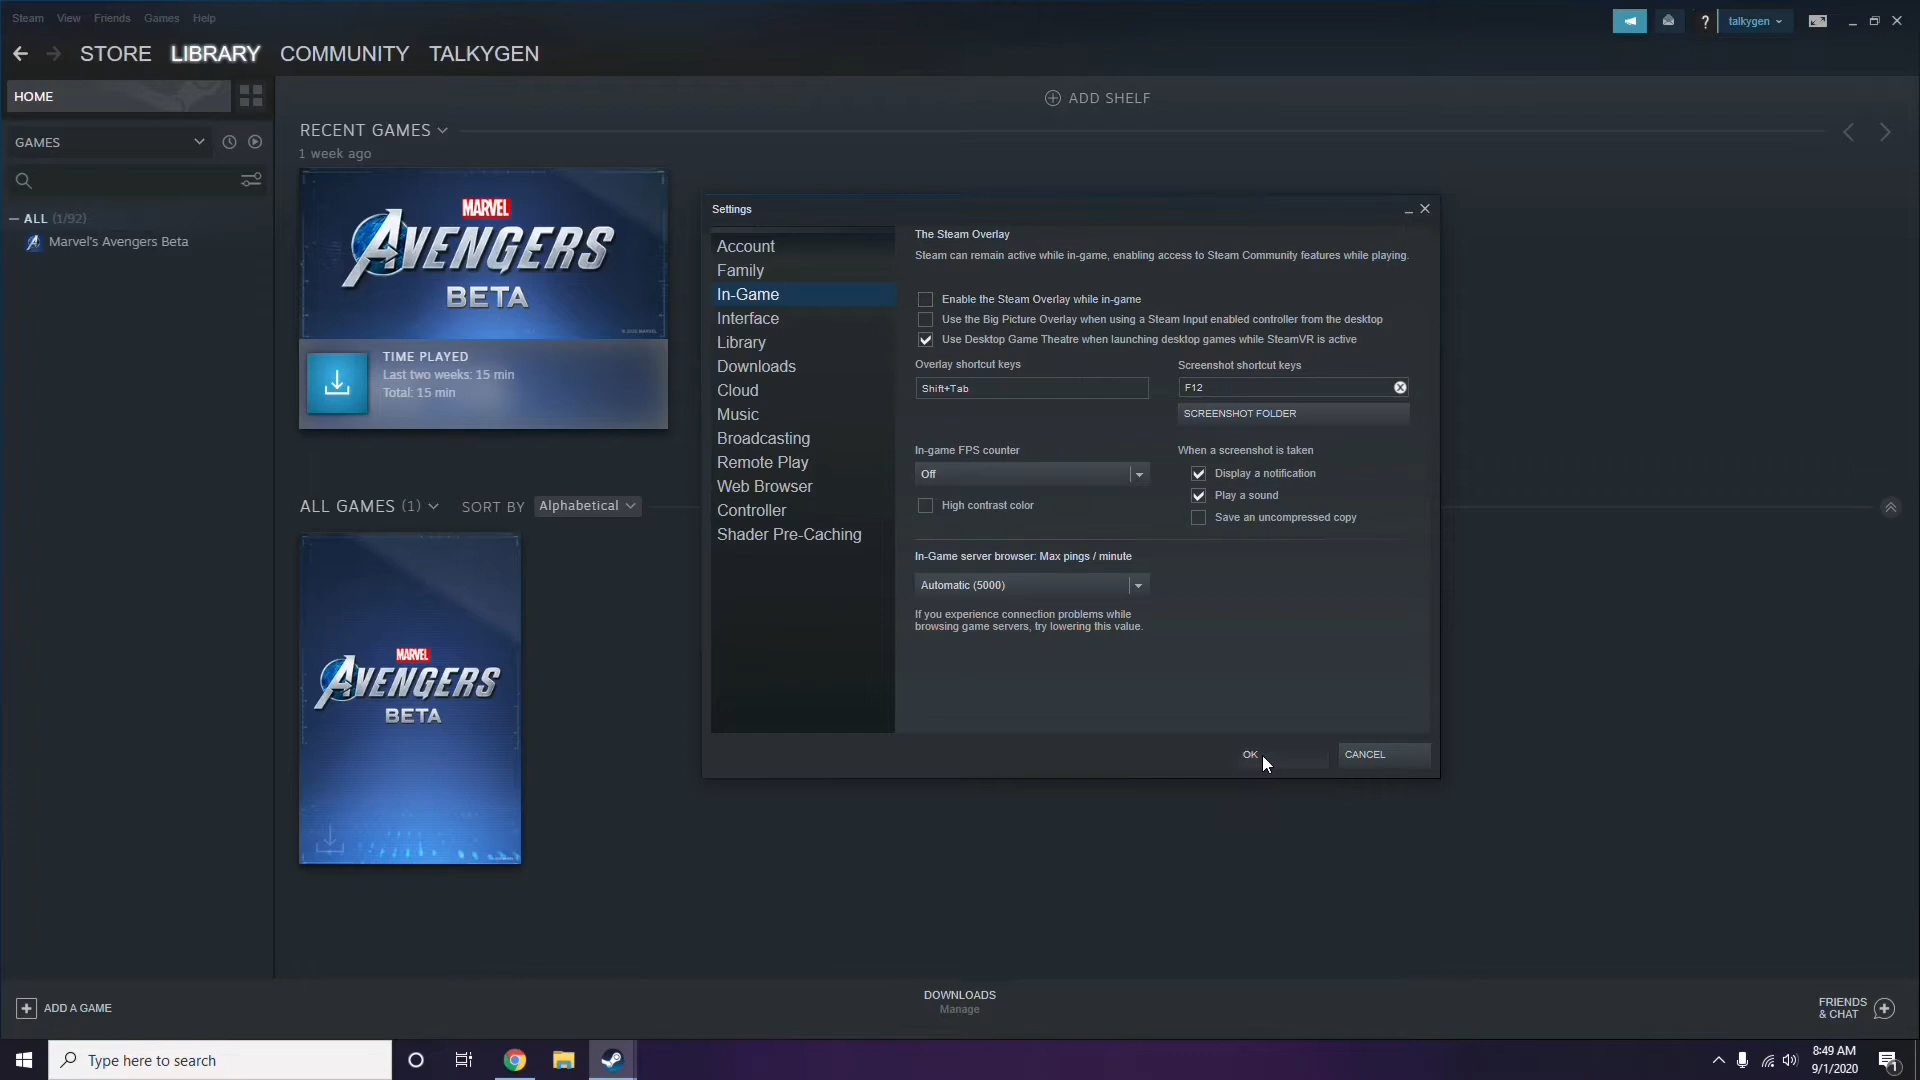 Steam View Friends Games Help
? talkygen
STORE LIBRARY COMMUNITY TALKYGEN
HOME
ADD SHELF
GAMES
RECENT GAMES
1 week ago
ALL (1/92)
Marvel's Avengers Beta
MARVEL
AVENGERS
BETA
TIME PLAYED
Last two weeks: 15 min
Total: 15 min
ALL GAMES (1) SORT BY Alphabetical
MARVEL
AVENGERS
BETA
Settings
Account
Family
In-Game
Interface
Library
Downloads
Cloud
Music
Broadcasting
Remote Play
Web Browser
Controller
Shader Pre-Caching
The Steam Overlay
Steam can remain active while in-game, enabling access to Steam Community features while playing.
Enable the Steam Overlay while in-game
Use the Big Picture Overlay when using a Steam Input enabled controller from the desktop
Use Desktop Game Theatre when launching desktop games while SteamVR is active
Overlay shortcut keys
Shift+Tab
Screenshot shortcut keys
F12
SCREENSHOT FOLDER
In-game FPS counter
Off
High contrast color
When a screenshot is taken
Display a notification
Play a sound
Save an uncompressed copy
In-Game server browser: Max pings / minute
Automatic (5000)
If you experience connection problems while
browsing game servers, try lowering this value.
OK
CANCEL
ADD A GAME
DOWNLOADS
Manage
FRIENDS
& CHAT
Type here to search
8:49 AM
9/1/2020
1